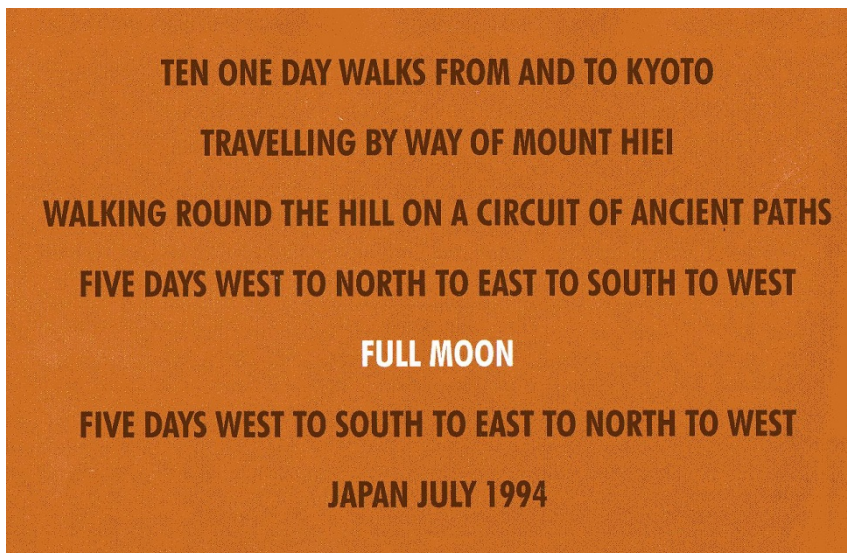 TEN ONE DAY WALKS FROM AND TO KYOTO
TRAVELLING BY WAY OF MOUNT HIEI
WALKING ROUND THE HILL ON A CIRCUIT OF ANCIENT PATHS
FIVE DAYS WEST TO NORTH TO EAST TO SOUTH TO WEST
FULL MOON
FIVE DAYS WEST TO SOUTH TO EAST TO NORTH TO WEST
JAPAN JULY 1994